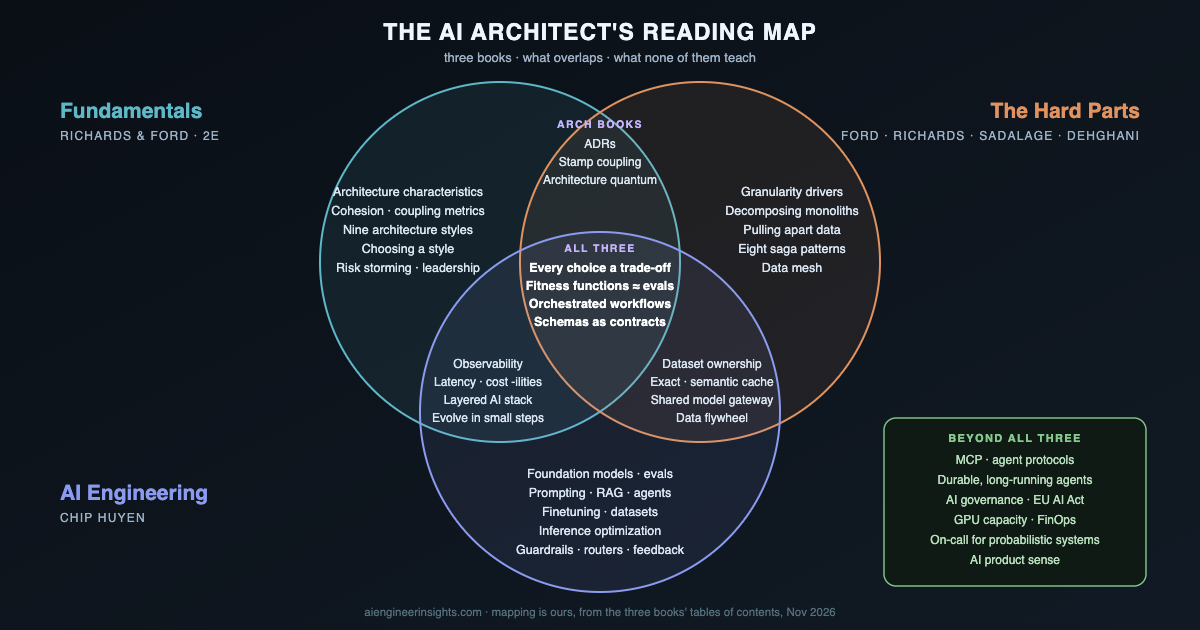 THE AI ARCHITECT'S READING MAP
three books · what overlaps · what none of them teach
Fundamentals
RICHARDS & FORD · 2E
The Hard Parts
FORD · RICHARDS · SADALAGE · DEHGHANI
ARCH BOOKS
ADRs
Stamp coupling
Architecture quantum
Architecture characteristics
Cohesion · coupling metrics
Nine architecture styles
Choosing a style
Risk storming · leadership
Granularity drivers
Decomposing monoliths
Pulling apart data
Eight saga patterns
Data mesh
ALL THREE
Every choice a trade-off
Fitness functions ≈ evals
Orchestrated workflows
Schemas as contracts
Observability
Latency · cost -ilities
Layered AI stack
Evolve in small steps
Dataset ownership
Exact · semantic cache
Shared model gateway
Data flywheel
AI Engineering
CHIP HUYEN
Foundation models · evals
Prompting · RAG · agents
Finetuning · datasets
Inference optimization
Guardrails · routers · feedback
BEYOND ALL THREE
MCP · agent protocols
Durable, long-running agents
AI governance · EU AI Act
GPU capacity · FinOps
On-call for probabilistic systems
AI product sense
aiengineerinsights.com · mapping is ours, from the three books' tables of contents, Nov 2026